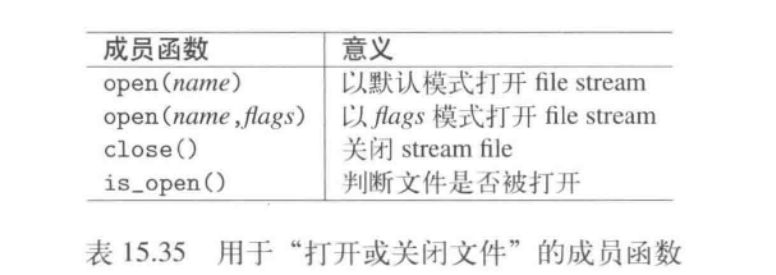 成员函数 意义
open(name) 以默认模式打开 file stream
open(name,flags) 以 flags 模式打开 file stream
close() 关闭 stream file
is_open() 判断文件是否被打开
表 15.35 用于“打开或关闭文件”的成员函数